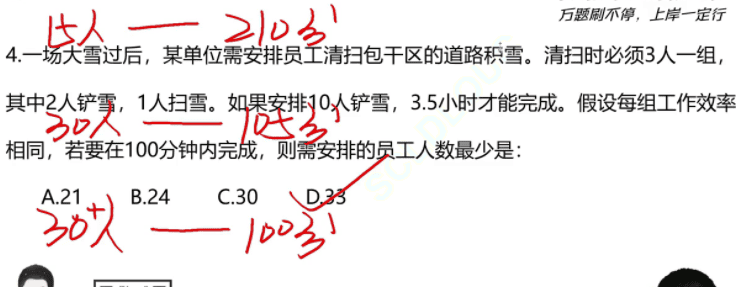 万题刷不停，上岸一定行
15人 — 210分
4.一场大雪过后，某单位需安排员工清扫包干区的道路积雪。清扫时必须3人一组，
其中2人铲雪，1人扫雪。如果安排10人铲雪，3.5小时才能完成。假设每组工作效率
30人 — 105分
相同，若要在100分钟内完成，则需安排的员工人数最少是：
A.21 B.24 C.30 D.33
30+人 — 100分